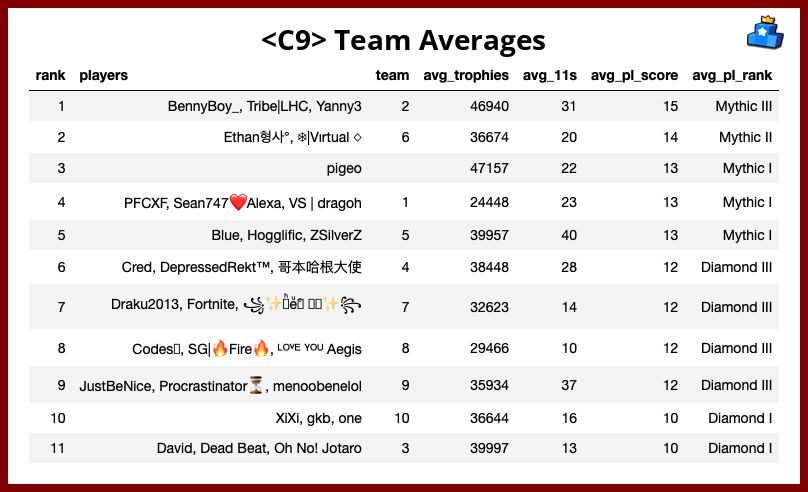 <C9> Team Averages
rank players team avg_trophies avg_11s avg_pl_score avg_pl_rank
1 BennyBoy_, Tribe|LHC, Yanny3 2 46940 31 15 Mythic III
2 Ethan형사°, ❄|Vırtual ◇ 6 36674 20 14 Mythic II
3 pigeo 47157 22 13 Mythic I
4 PFCXF, Sean747❤️Alexa, VS | dragoh 1 24448 23 13 Mythic I
5 Blue, Hogglific, ZSilverZ 5 39957 40 13 Mythic I
6 Cred, DepressedRekt™, 哥本哈根大使 4 38448 28 12 Diamond III
7 Draku2013, Fortnite, 7 32623 14 12 Diamond III
8 Codes, SG|🔥Fire🔥, ᴸᴼⱽᴱ ᵞᴼᵁ Aegis 8 29466 10 12 Diamond III
9 JustBeNice, Procrastinator⏳, menoobenelol 9 35934 37 12 Diamond III
10 XiXi, gkb, one 10 36644 16 10 Diamond I
11 David, Dead Beat, Oh No! Jotaro 3 39997 13 10 Diamond I